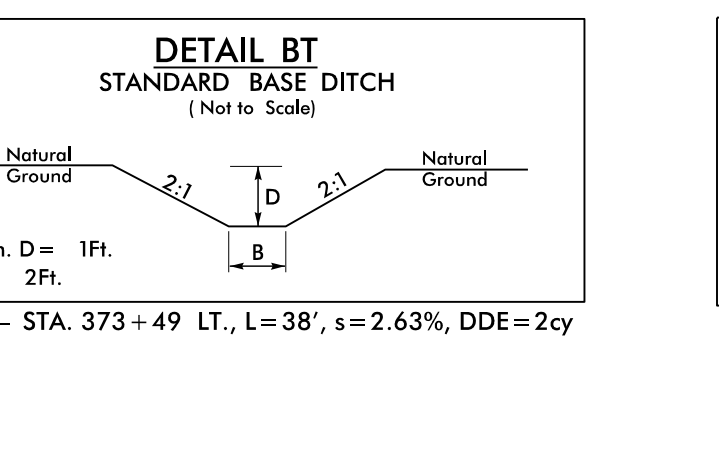 DETAIL BT
STANDARD BASE DITCH
( Not to Scale)
Natural
Ground
2:1
D
2:1
Natural
Ground
D = 1Ft.
B
2Ft.
– STA. 373+49 LT., L=38', s=2.63%, DDE=2cy